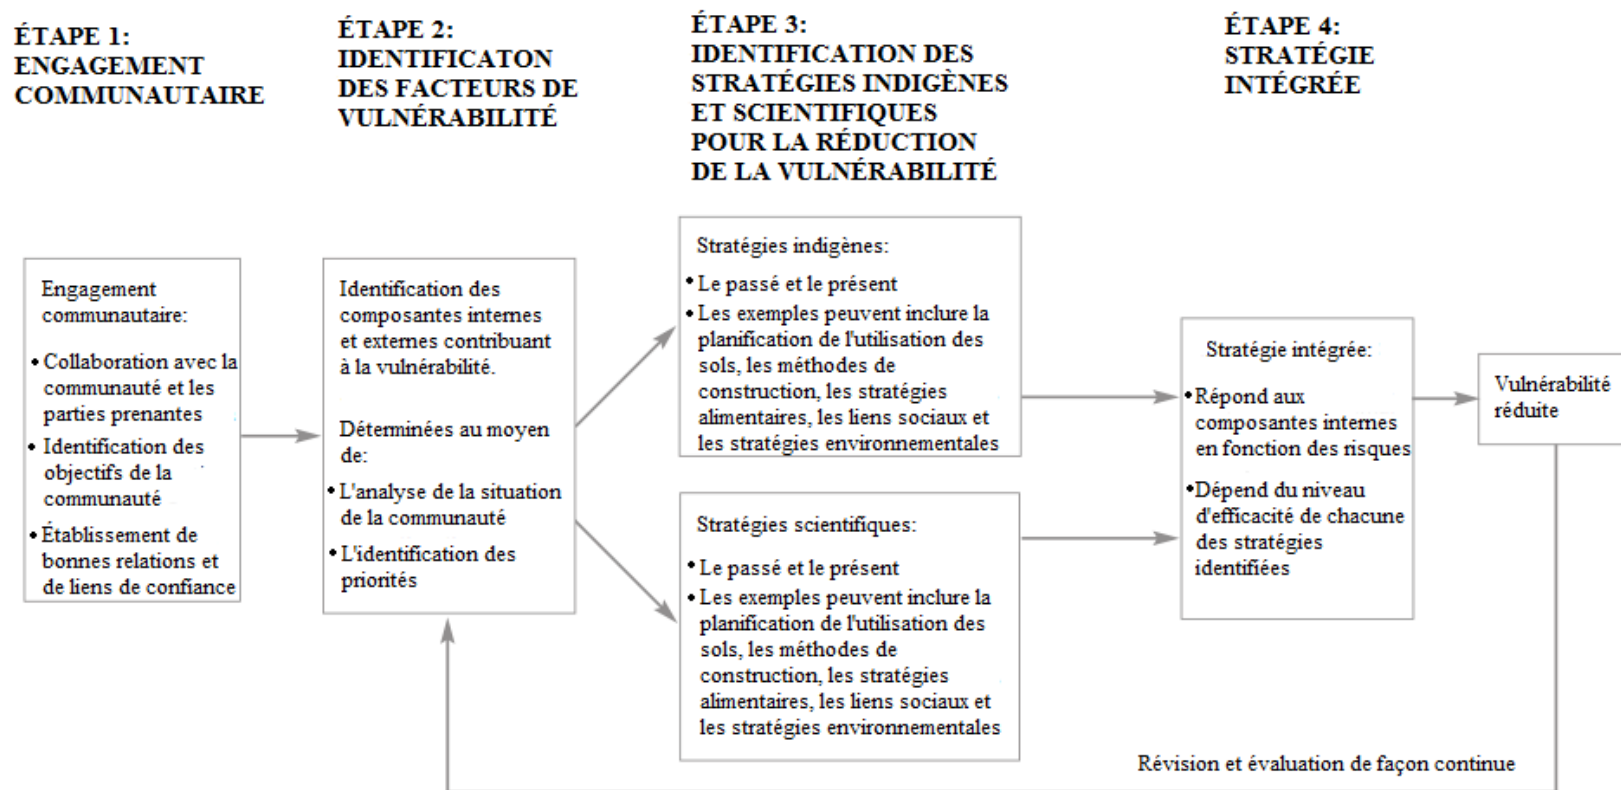 ÉTAPE 1:
ENGAGEMENT
COMMUNAUTAIRE
ÉTAPE 2:
IDENTIFICATON
DES FACTEURS DE
VULNÉRABILITÉ
ÉTAPE 3:
IDENTIFICATION DES
STRATÉGIES INDIGÈNES
ET SCIENTIFIQUES
POUR LA RÉDUCTION
DE LA VULNÉRABILITÉ
ÉTAPE 4:
STRATÉGIE
INTÉGRÉE
Engagement
communautaire:
• Collaboration avec la
communauté et les
parties prenantes
• Identification des
objectifs de la
communauté
• Établissement de
bonnes relations et
de liens de confiance
Identification des
composantes internes
et externes contribuant
à la vulnérabilité.
Déterminées au moyen
de:
• L'analyse de la situation
de la communauté
• L'identification des
priorités
Stratégies indigènes:
• Le passé et le présent
• Les exemples peuvent inclure la
planification de l'utilisation des
sols, les méthodes de
construction, les stratégies
alimentaires, les liens sociaux et
les stratégies environnementales
Stratégies scientifiques:
• Le passé et le présent
• Les exemples peuvent inclure la
planification de l'utilisation des
sols, les méthodes de
construction, les stratégies
alimentaires, les liens sociaux et
les stratégies environnementales
Stratégie intégrée:
• Répond aux
composantes internes
en fonction des risques
• Dépend du niveau
d'efficacité de chacune
des stratégies
identifiées
Vulnérabilité
réduite
Révision et évaluation de façon continue